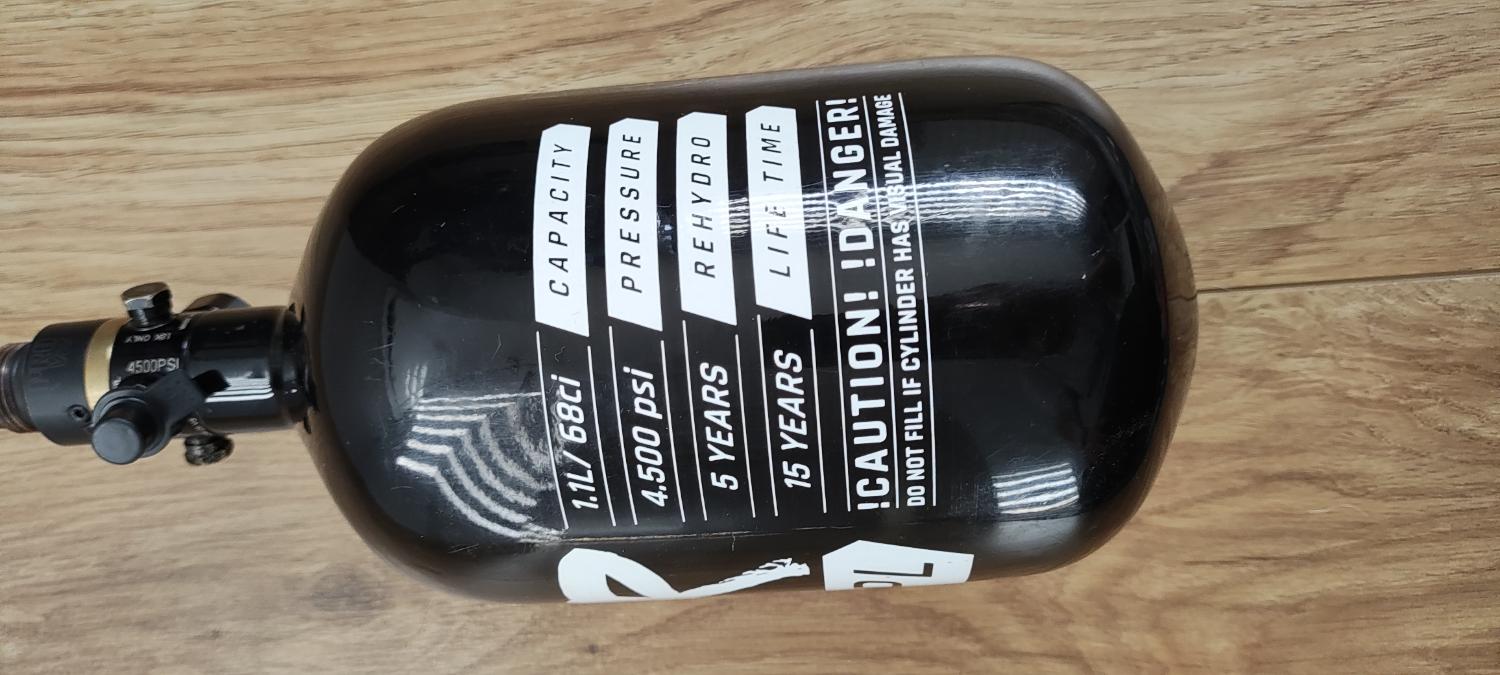 CAPACITY 1.1L/ 68ci
PRESSURE 4.500 psi
REHYDRO 5 YEARS
LIFE TIME 15 YEARS
!CAUTION! !DANGER!
DO NOT FILL IF CYLINDER HAS VISUAL DAMAGE
4500PSI